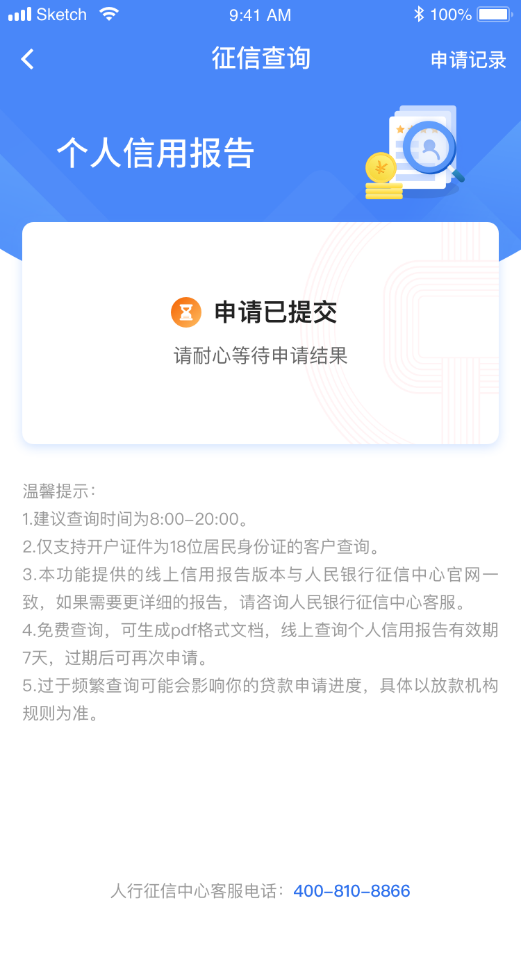 Sketch 9:41 AM 100%
征信查询 申请记录
个人信用报告
申请已提交
请耐心等待申请结果
温馨提示：
1.建议查询时间为8:00-20:00。
2.仅支持开户证件为18位居民身份证的客户查询。
3.本功能提供的线上信用报告版本与人民银行征信中心官网一
致，如果需要更详细的报告，请咨询人民银行征信中心客服。
4.免费查询，可生成pdf格式文档，线上查询个人信用报告有效期
7天，过期后可再次申请。
5.过于频繁查询可能会影响你的贷款申请进度，具体以放款机构
规则为准。
人行征信中心客服电话：400-810-8866